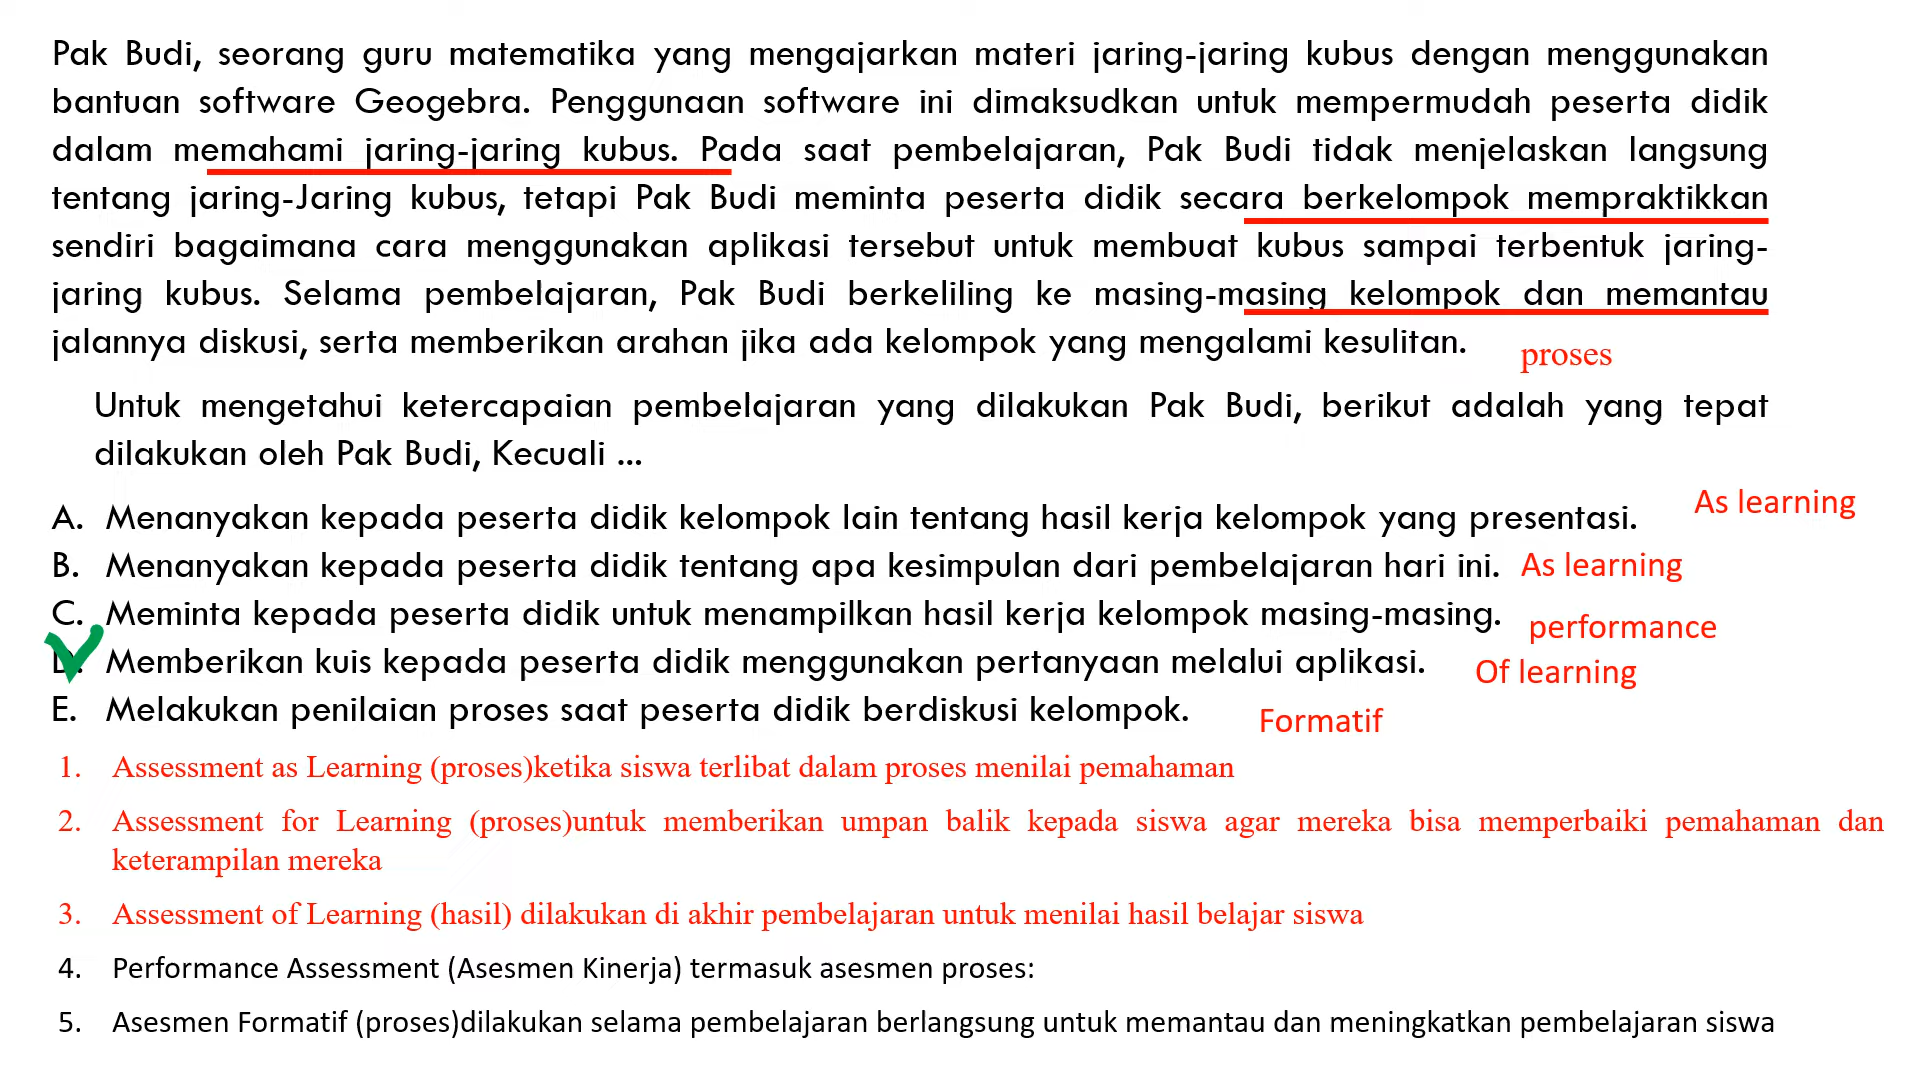 Pak Budi, seorang guru matematika yang mengajarkan materi jaring-jaring kubus dengan menggunakan
bantuan software Geogebra. Penggunaan software ini dimaksudkan untuk mempermudah peserta didik
dalam memahami jaring-jaring kubus. Pada saat pembelajaran, Pak Budi tidak menjelaskan langsung
tentang jaring-Jaring kubus, tetapi Pak Budi meminta peserta didik secara berkelompok mempraktikkan
sendiri bagaimana cara menggunakan aplikasi tersebut untuk membuat kubus sampai terbentuk jaring-
jaring kubus. Selama pembelajaran, Pak Budi berkeliling ke masing-masing kelompok dan memantau
jalannya diskusi, serta memberikan arahan jika ada kelompok yang mengalami kesulitan.
proses
Untuk mengetahui ketercapaian pembelajaran yang dilakukan Pak Budi, berikut adalah yang tepat
dilakukan oleh Pak Budi, Kecuali ...
A. Menanyakan kepada peserta didik kelompok lain tentang hasil kerja kelompok yang presentasi. As learning
B. Menanyakan kepada peserta didik tentang apa kesimpulan dari pembelajaran hari ini. As learning
C. Meminta kepada peserta didik untuk menampilkan hasil kerja kelompok masing-masing. performance
D. Memberikan kuis kepada peserta didik menggunakan pertanyaan melalui aplikasi. Of learning
E. Melakukan penilaian proses saat peserta didik berdiskusi kelompok. Formatif
1. Assessment as Learning (proses)ketika siswa terlibat dalam proses menilai pemahaman
2. Assessment for Learning (proses)untuk memberikan umpan balik kepada siswa agar mereka bisa memperbaiki pemahaman dan
keterampilan mereka
3. Assessment of Learning (hasil) dilakukan di akhir pembelajaran untuk menilai hasil belajar siswa
4. Performance Assessment (Asesmen Kinerja) termasuk asesmen proses:
5. Asesmen Formatif (proses)dilakukan selama pembelajaran berlangsung untuk memantau dan meningkatkan pembelajaran siswa